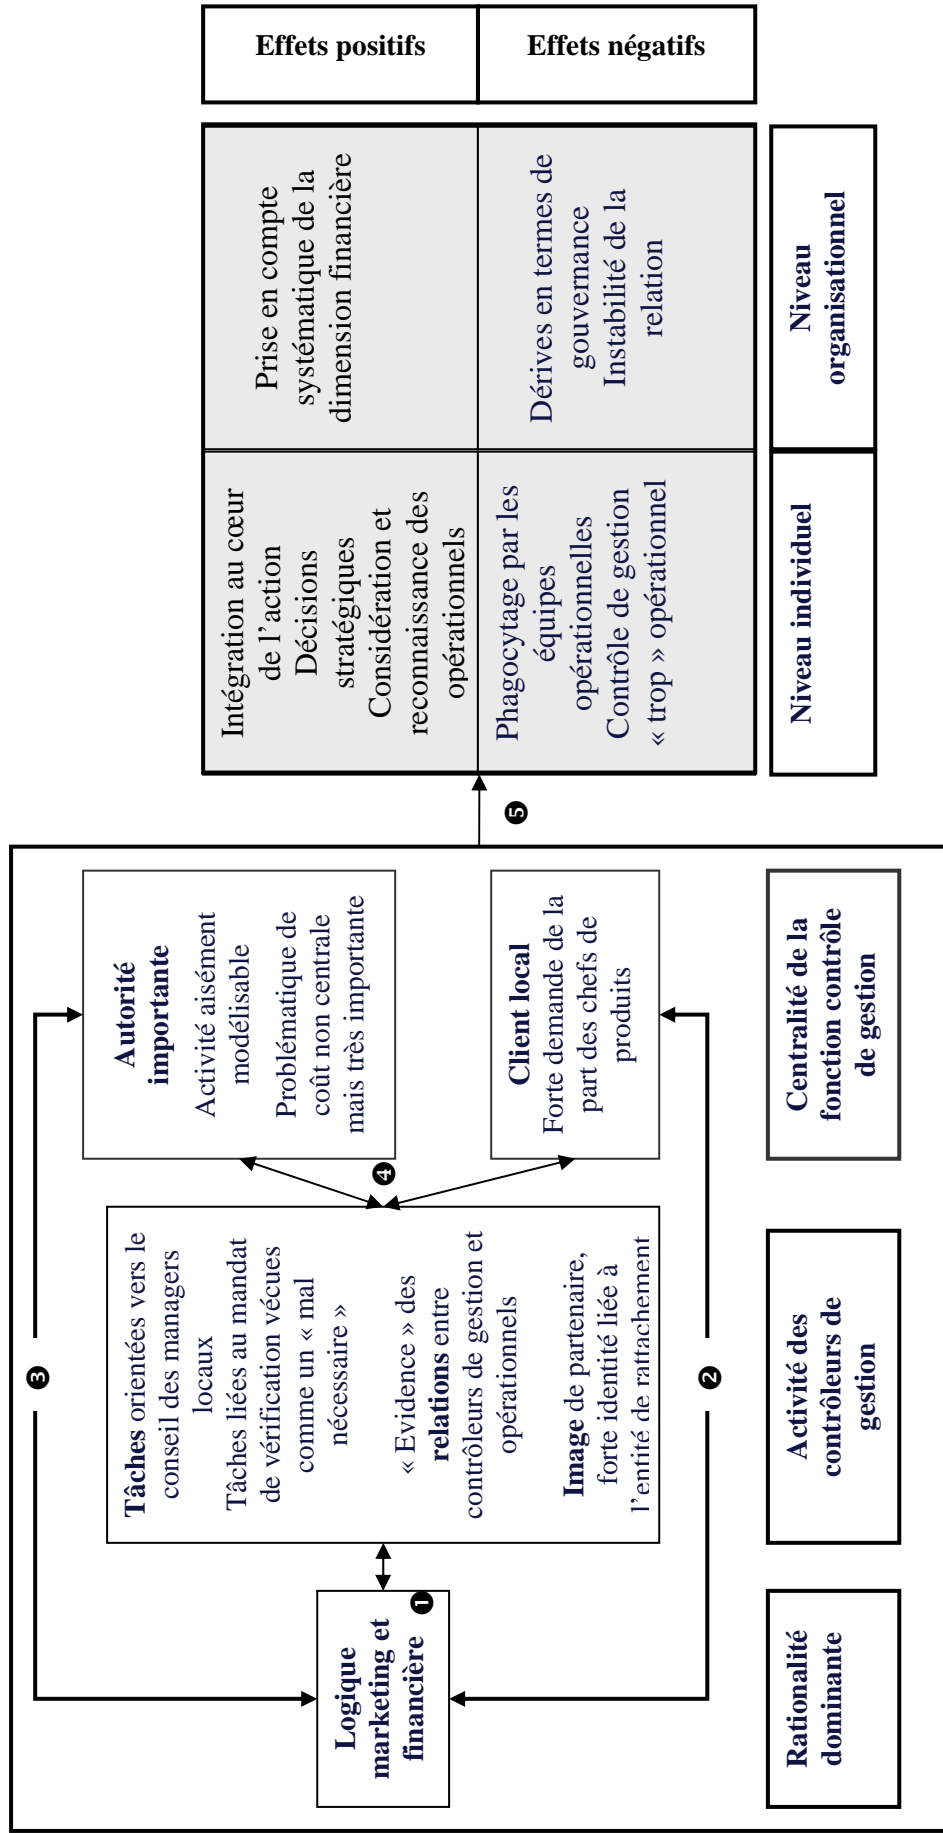 ❸
Logique
marketing et
financière
❶
Tâches orientées vers le
conseil des managers
locaux
Tâches liées au mandat
de vérification vécues
comme un « mal
nécessaire »
« Evidence » des
relations entre
contrôleurs de gestion et
opérationnels
Image de partenaire,
forte identité liée à
l’entité de rattachement
❹
Autorité
importante
Activité aisément
modélisable
Problématique de
coût non centrale
mais très importante
Client local
Forte demande de la
part des chefs de
produits
❷
Rationalité
dominante
Activité des
contrôleurs de
gestion
Centralité de la
fonction contrôle
de gestion
❺
Intégration au cœur
de l’action
Décisions
stratégiques
Considération et
reconnaissance des
opérationnels
Prise en compte
systématique de la
dimension financière
Effets positifs
Phagocytage par les
équipes
opérationnelles
Contrôle de gestion
« trop » opérationnel
Dérives en termes de
gouvernance
Instabilité de la
relation
Effets négatifs
Niveau individuel
Niveau
organisationnel